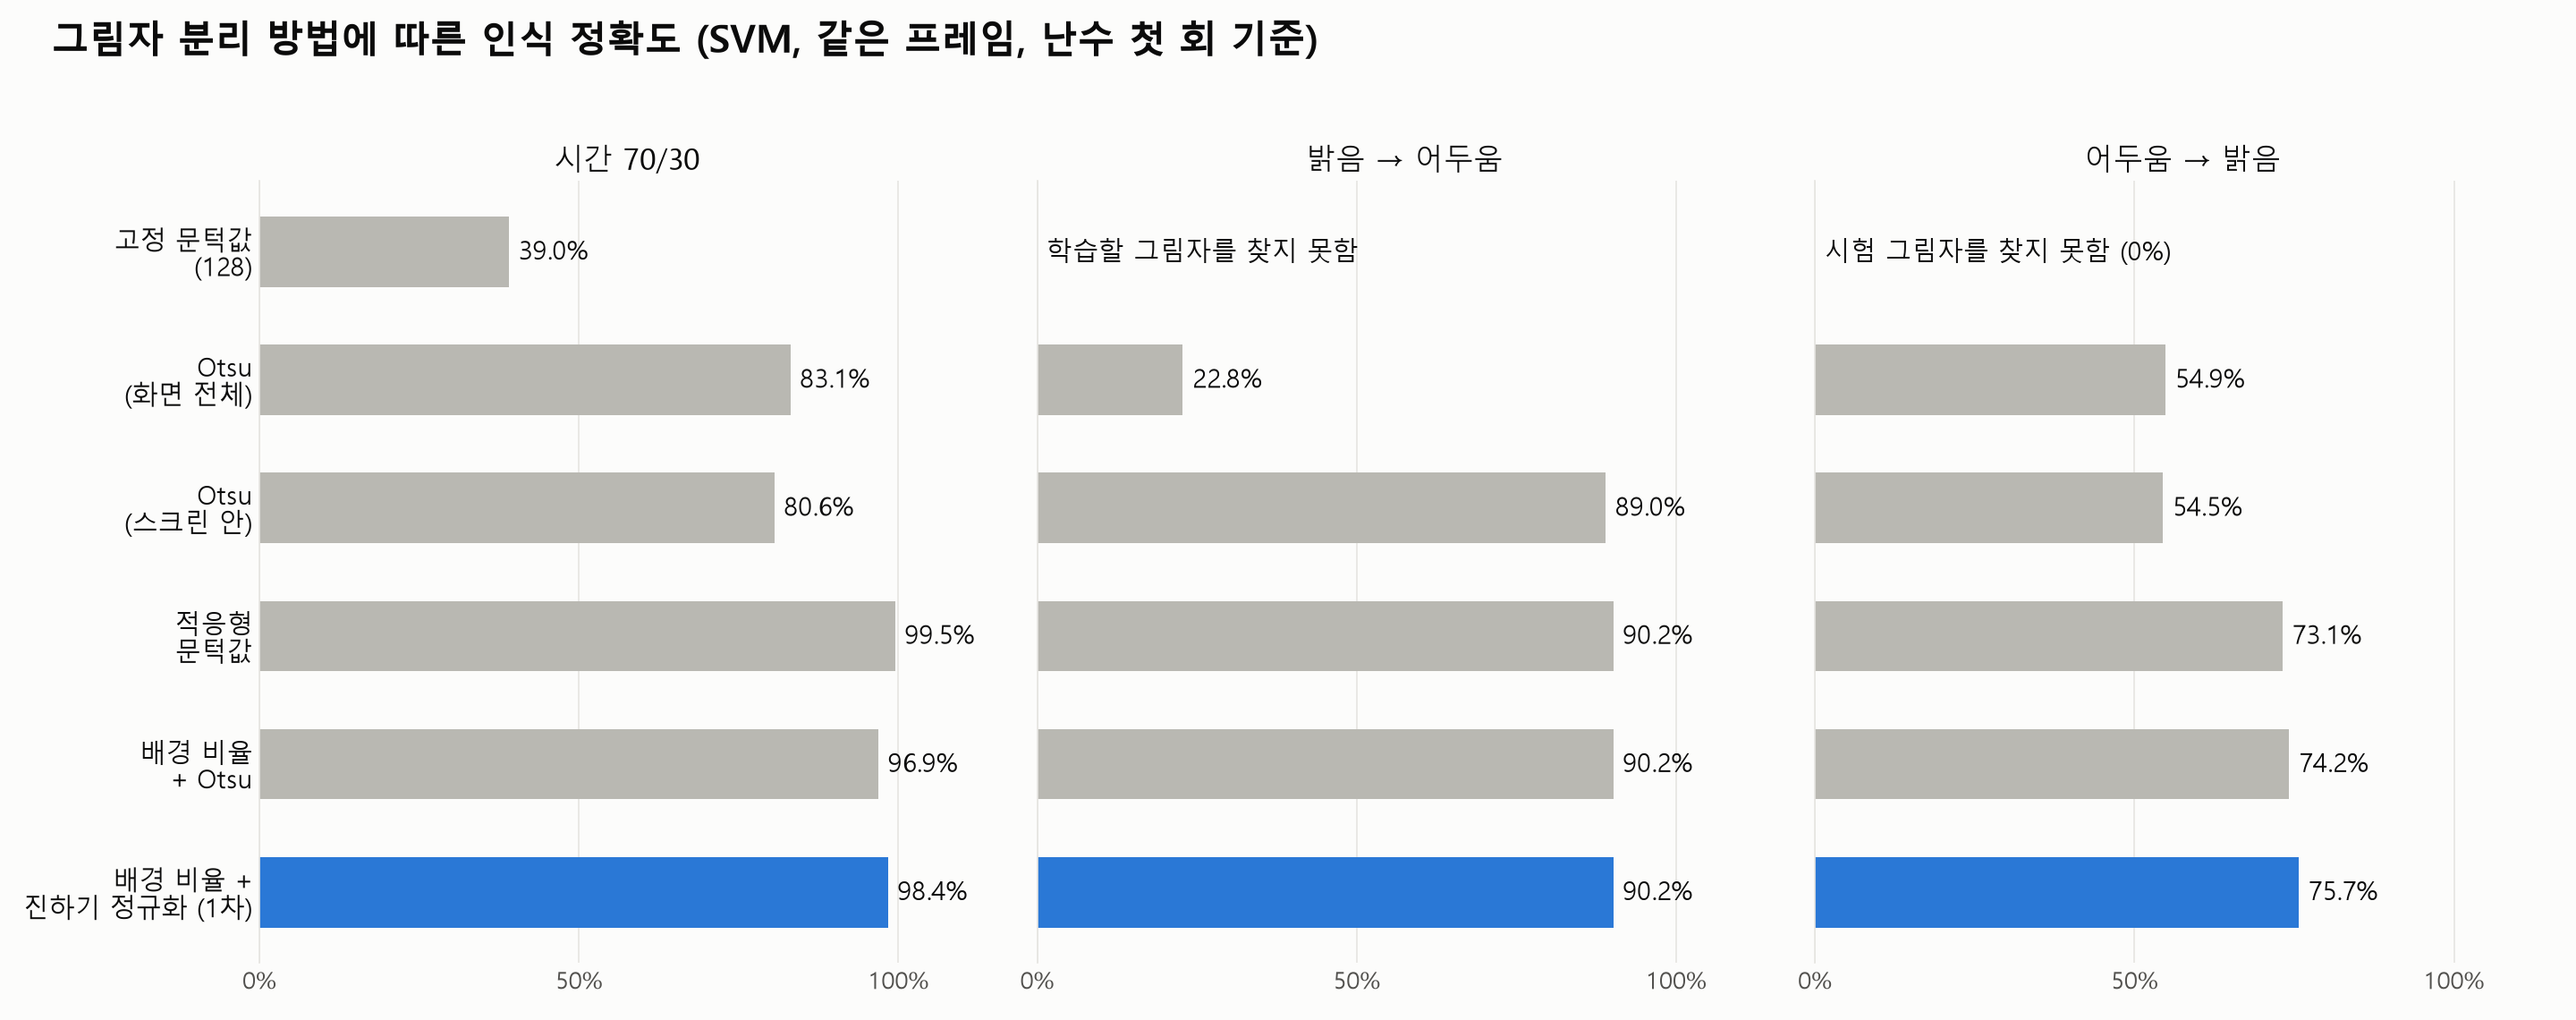 그림자 분리 방법에 따른 인식 정확도 (SVM, 같은 프레임, 난수 첫 회 기준)
시간 70/30
밝음 → 어두움
어두움 → 밝음
고정 문턱값
(128)
39.0%
학습할 그림자를 찾지 못함
시험 그림자를 찾지 못함 (0%)
Otsu
(화면 전체)
83.1%
22.8%
54.9%
Otsu
(스크린 안)
80.6%
89.0%
54.5%
적응형
문턱값
99.5%
90.2%
73.1%
배경 비율
+ Otsu
96.9%
90.2%
74.2%
배경 비율 +
진하기 정규화 (1차)
98.4%
90.2%
75.7%
0%
50%
100%
0%
50%
100%
0%
50%
100%